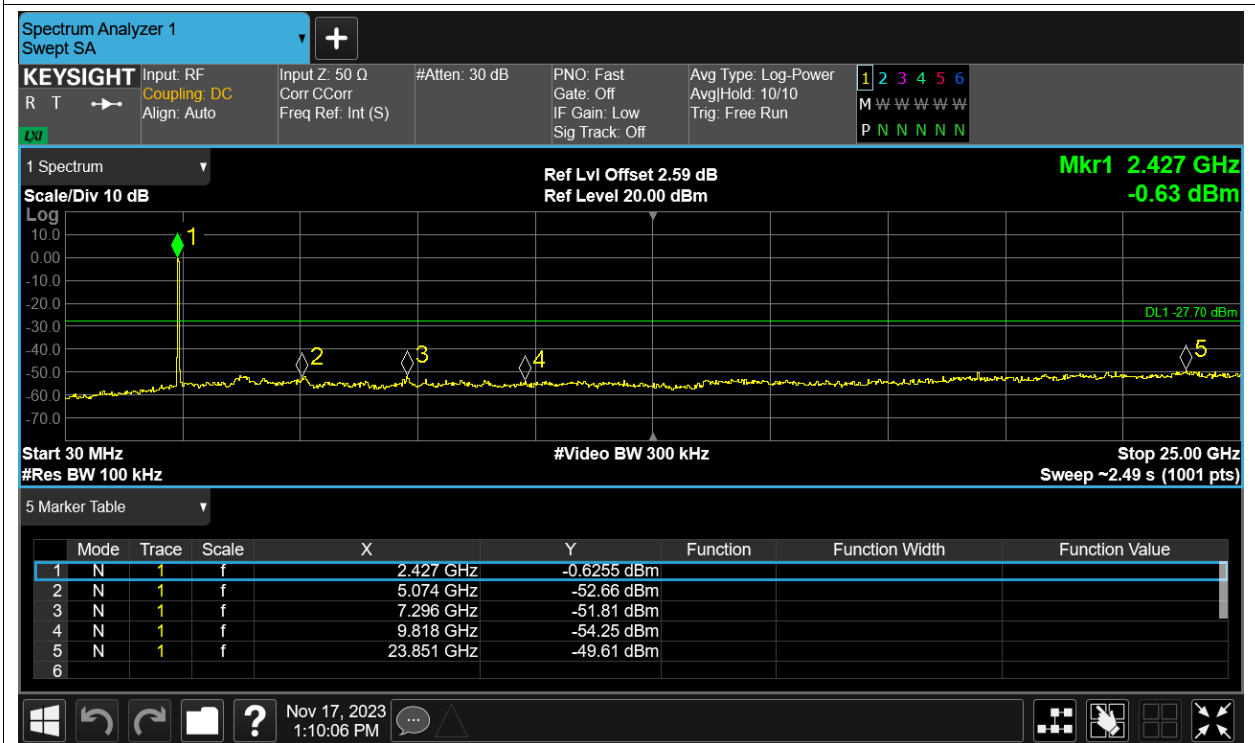 Spectrum Analyzer 1
Swept SA
KEYSIGHT Input: RF Input Z: 50 Ω #Atten: 30 dB PNO: Fast Avg Type: Log-Power 1 2 3 4 5 6
R T Coupling: DC Corr CCorr Gate: Off Avg|Hold: 10/10 M W W W W W
Align: Auto Freq Ref: Int (S) IF Gain: Low Trig: Free Run
LXI Sig Track: Off P N N N N N
1 Spectrum Ref Lvl Offset 2.59 dB Mkr1 2.427 GHz
Scale/Div 10 dB Ref Level 20.00 dBm -0.63 dBm
Log
10.0
1
0.00
-10.0
-20.0
DL1 -27.70 dBm
-30.0
-40.0
2 3 4 5
-50.0
-60.0
-70.0
Start 30 MHz #Video BW 300 kHz Stop 25.00 GHz
#Res BW 100 kHz Sweep ~2.49 s (1001 pts)
5 Marker Table
Mode Trace Scale X Y Function Function Width Function Value
1 N 1 f 2.427 GHz -0.6255 dBm
2 N 1 f 5.074 GHz -52.66 dBm
3 N 1 f 7.296 GHz -51.81 dBm
4 N 1 f 9.818 GHz -54.25 dBm
5 N 1 f 23.851 GHz -49.61 dBm
6
? Nov 17, 2023
1:10:06 PM